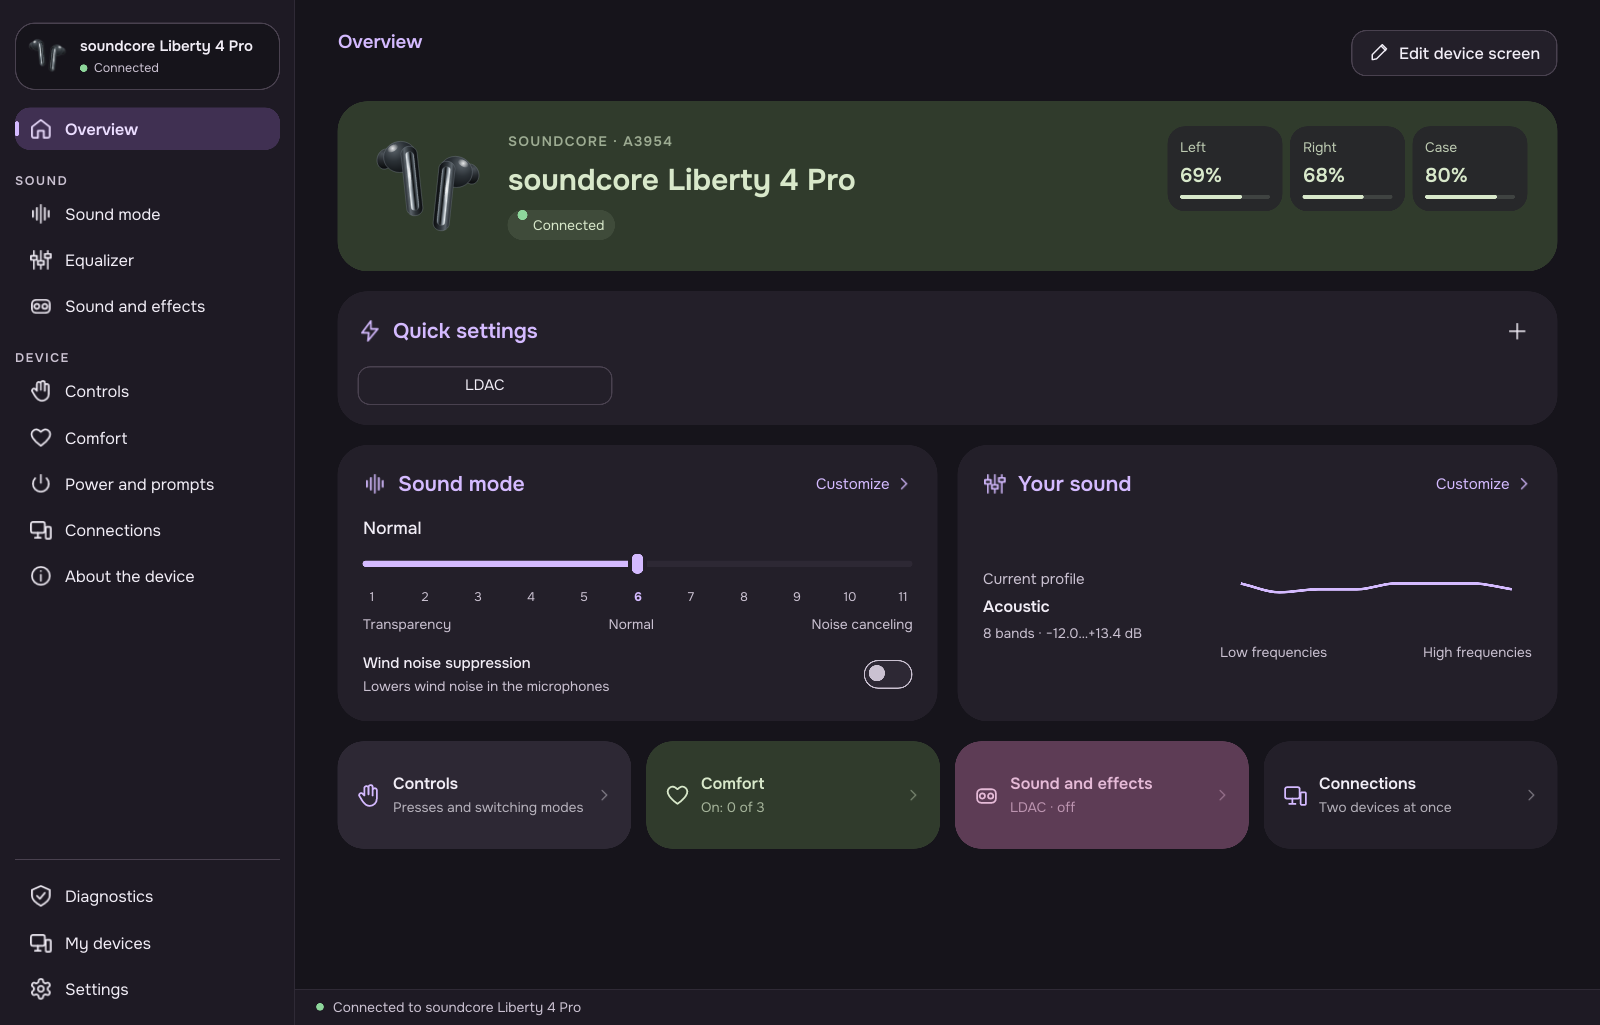 soundcore Liberty 4 Pro
Connected
Overview
SOUND
Sound mode
Equalizer
Sound and effects
DEVICE
Controls
Comfort
Power and prompts
Connections
About the device
Diagnostics
My devices
Settings
Overview
Edit device screen
SOUNDCORE · A3954
soundcore Liberty 4 Pro
Connected
Left
69%
Right
68%
Case
80%
Quick settings
LDAC
Sound mode
Customize
Normal
1 2 3 4 5 6 7 8 9 10 11
Transparency Normal Noise canceling
Wind noise suppression
Lowers wind noise in the microphones
Your sound
Customize
Current profile
Acoustic
8 bands · -12.0...+13.4 dB
Low frequencies High frequencies
Controls
Presses and switching modes
Comfort
On: 0 of 3
Sound and effects
LDAC · off
Connections
Two devices at once
Connected to soundcore Liberty 4 Pro